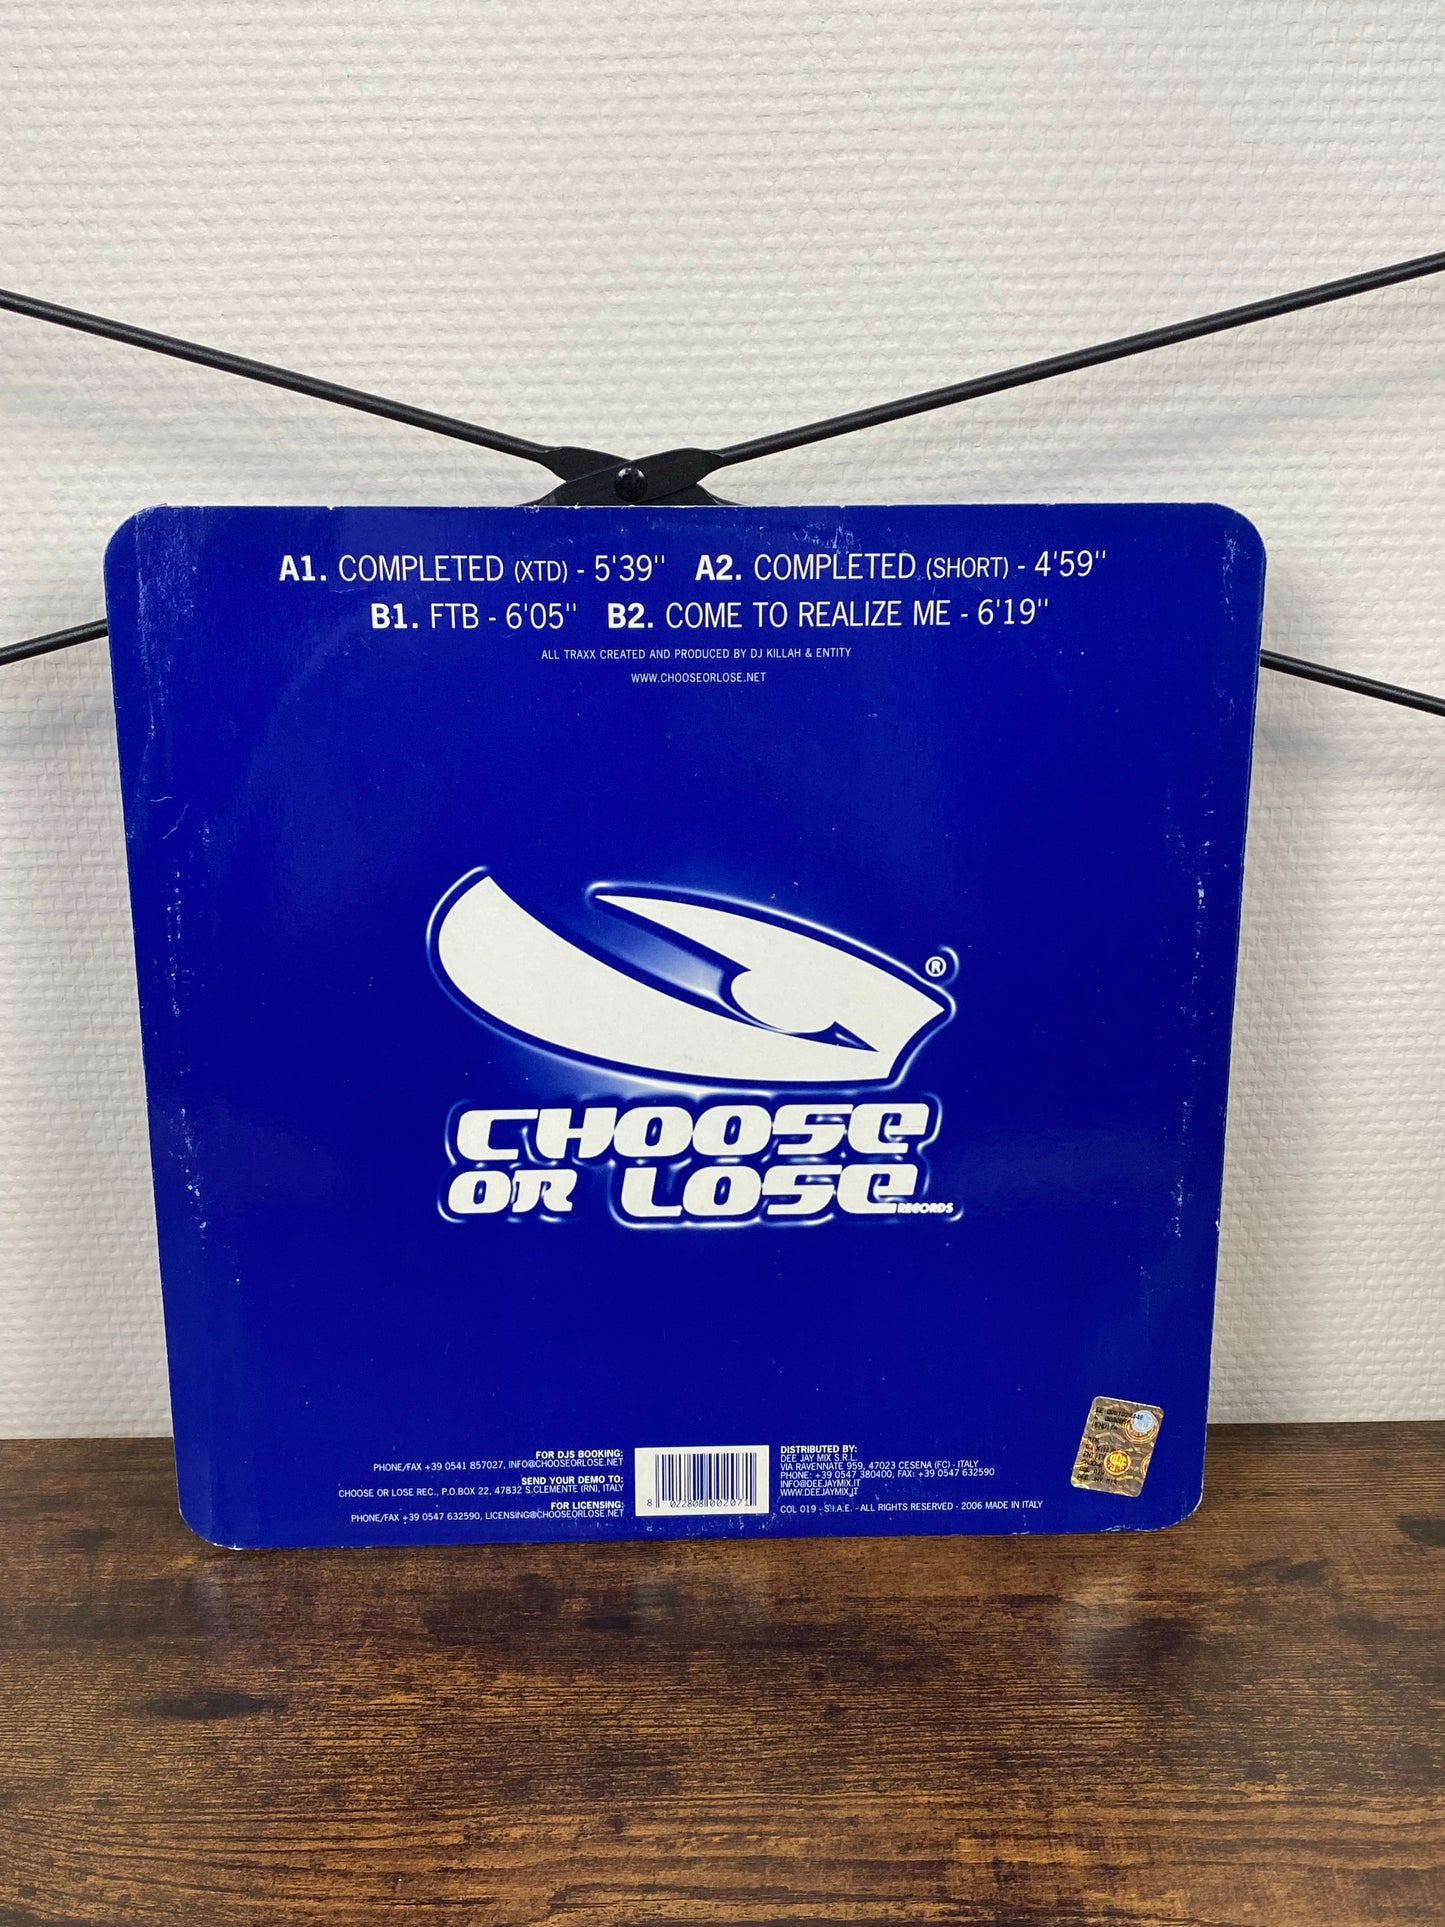 A1. COMPLETED (XTD) - 5'39'' A2. COMPLETED (SHORT) - 4'59''
B1. FTB - 6'05'' B2. COME TO REALIZE ME - 6'19''
ALL TRAXX CREATED AND PRODUCED BY DJ KILLAH & ENTITY
WWW.CHOOSEORLOSE.NET
®
CHOOSE
OR LOSE
RECORDS
FOR DJS BOOKING:
PHONE/FAX +39 0541 857027, INFO@CHOOSEORLOSE.NET
SEND YOUR DEMO TO:
CHOOSE OR LOSE REC., P.O.BOX 22, 47832 S.CLEMENTE (RN), ITALY
FOR LICENSING:
PHONE/FAX +39 0547 632590, LICENSING@CHOOSEORLOSE.NET
8 022808 002071
DISTRIBUTED BY:
DEE JAY MIX S.R.L.
VIA RAVENNATE 959, 47023 CESENA (FC) - ITALY
PHONE: +39 0547 380400, FAX: +39 0547 632590
INFO@DEEJAYMIX.IT
WWW.DEEJAYMIX.IT
COL 019 - S.I.A.E. - ALL RIGHTS RESERVED - 2006 MADE IN ITALY